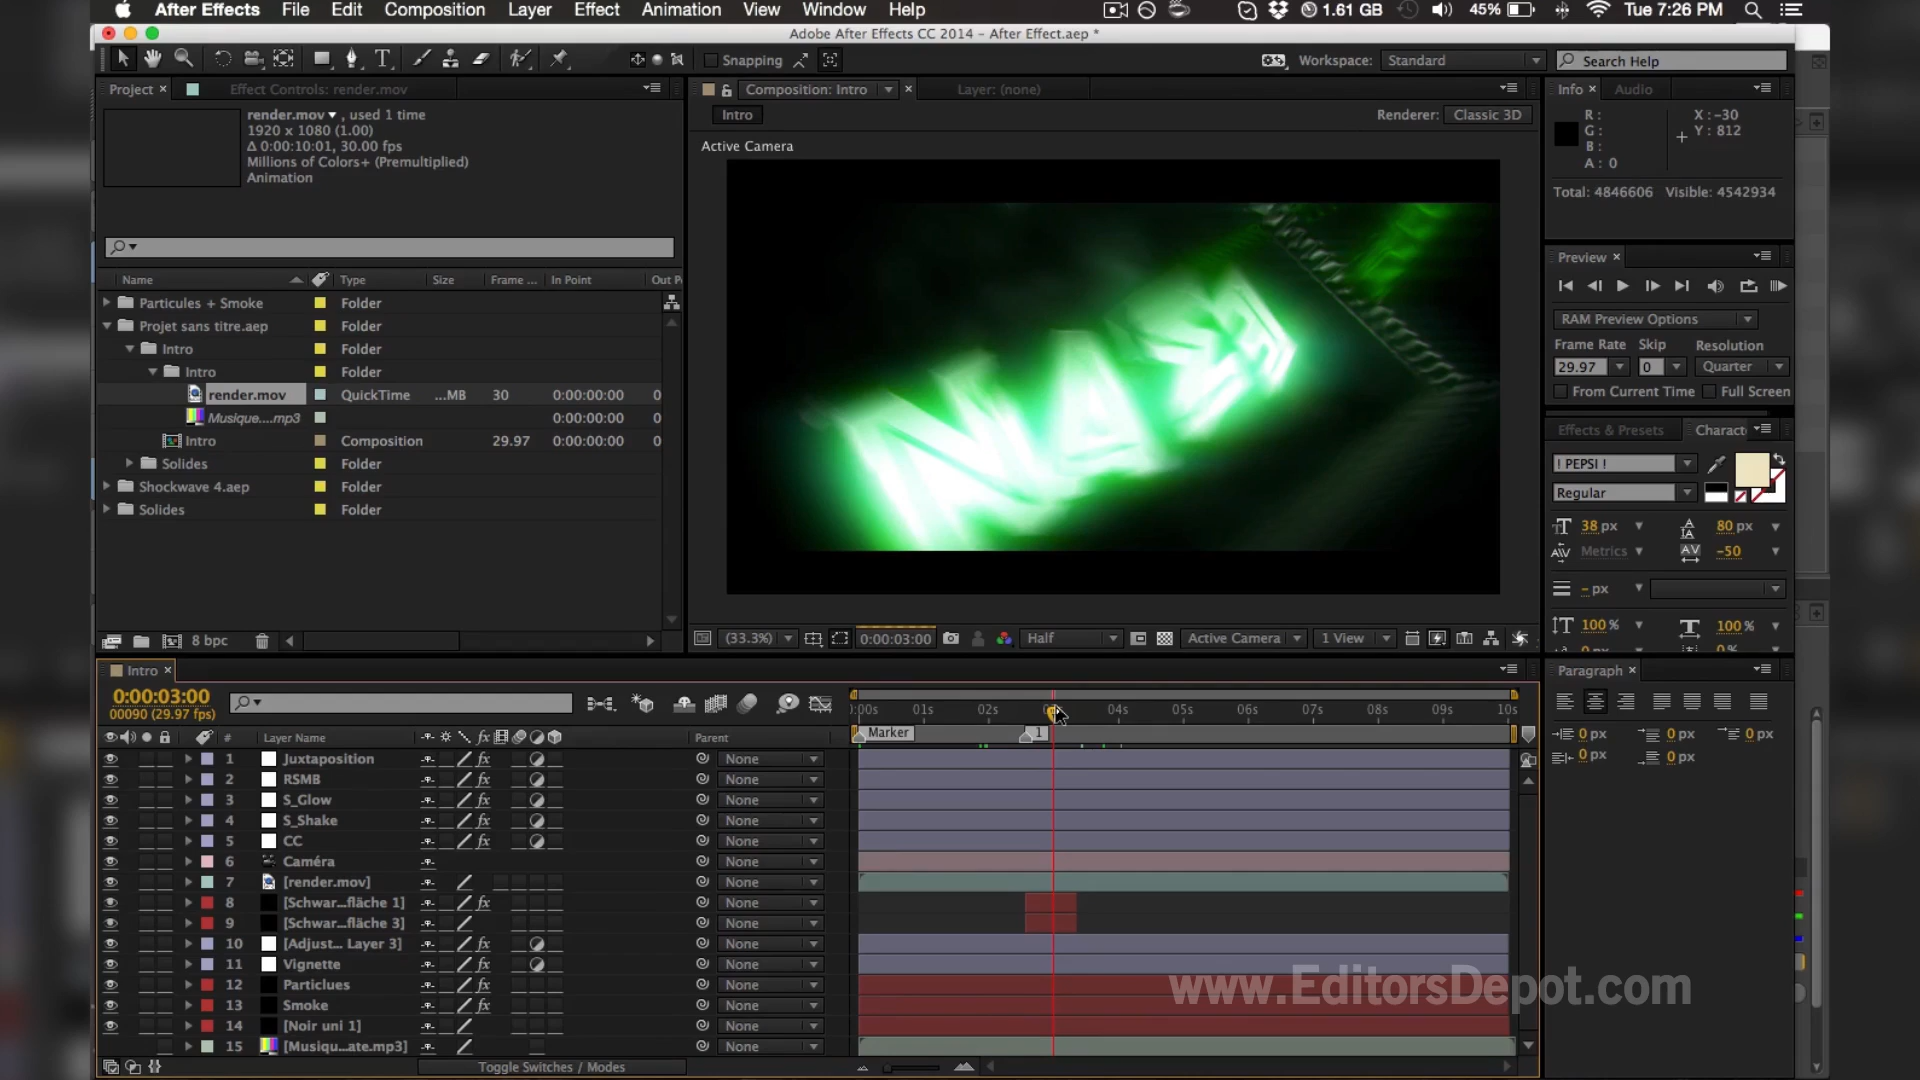 After Effects File Edit Composition Layer Effect Animation View Window Help 1.61 GB 45% Tue 7:26 PM
Adobe After Effects CC 2014 - After Effect.aep *
Snapping Workspace: Standard Search Help
Project Effect Controls: render.mov Composition: Intro Layer: (none) Info Audio
render.mov , used 1 time
1920 x 1080 (1.00)
Δ 0:00:10:01, 30.00 fps
Millions of Colors+ (Premultiplied)
Animation
Intro Renderer: Classic 3D
Active Camera
R :
G :
B :
A : 0
X : -30
Y : 812
Total: 4846606 Visible: 4542934
Name Type Size Frame ... In Point Out P
Particules + Smoke Folder
Projet sans titre.aep Folder
Intro Folder
Intro Folder
render.mov QuickTime ...MB 30 0:00:00:00 0
Musique....mp3 0:00:00:00 0
Intro Composition 29.97 0:00:00:00 0
Solides Folder
Shockwave 4.aep Folder
Solides Folder
8 bpc
(33.3%) 0:00:03:00 Half Active Camera 1 View
Preview
RAM Preview Options
Frame Rate Skip Resolution
29.97 0 Quarter
From Current Time Full Screen
Effects & Presets Charact
! PEPSI !
Regular
38 px 80 px
Metrics -50
- px
100 % 100 %
0 px 0 %
Paragraph
0 px 0 px 0 px
0 px 0 px
Intro
0:00:03:00
00090 (29.97 fps)
:00s 01s 02s 04s 05s 06s 07s 08s 09s 10s
Marker 1
# Layer Name Parent
1 Juxtaposition fx None
2 RSMB fx None
3 S_Glow fx None
4 S_Shake fx None
5 CC fx None
6 Caméra None
7 [render.mov] None
8 [Schwar...fläche 1] fx None
9 [Schwar...fläche 3] None
10 [Adjust... Layer 3] fx None
11 Vignette fx None
12 Particlues fx None
13 Smoke fx None
14 [Noir uni 1] None
15 [Musiqu...ate.mp3] None
Toggle Switches / Modes
www.EditorsDepot.com